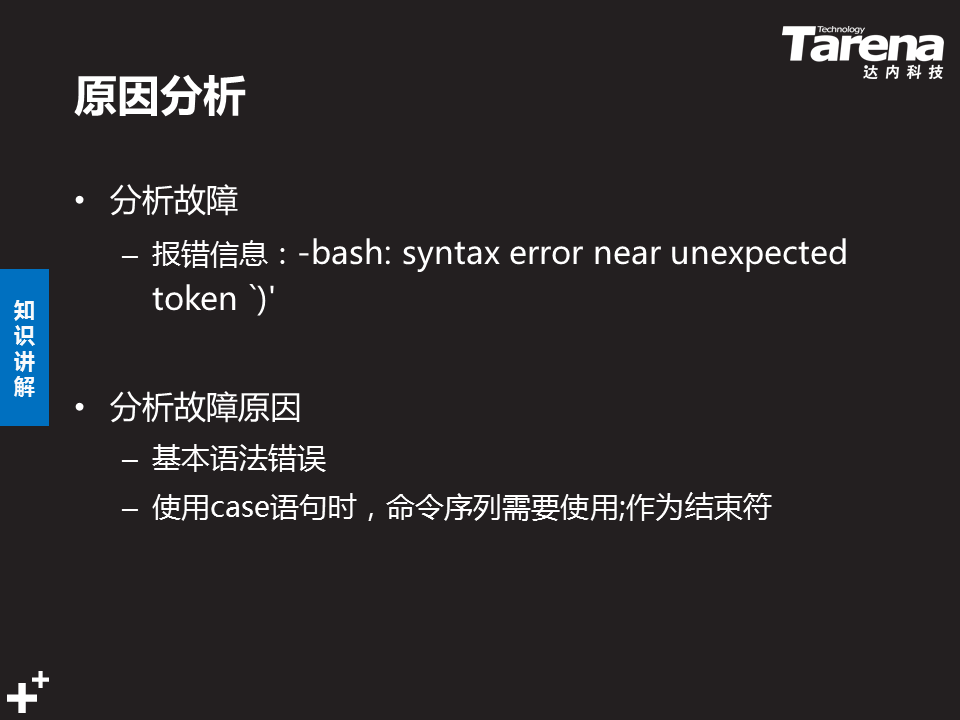 Technology
Tarena
达内科技
原因分析
• 分析故障
– 报错信息：-bash: syntax error near unexpected
token `)'
知识讲解
• 分析故障原因
– 基本语法错误
– 使用case语句时，命令序列需要使用;作为结束符